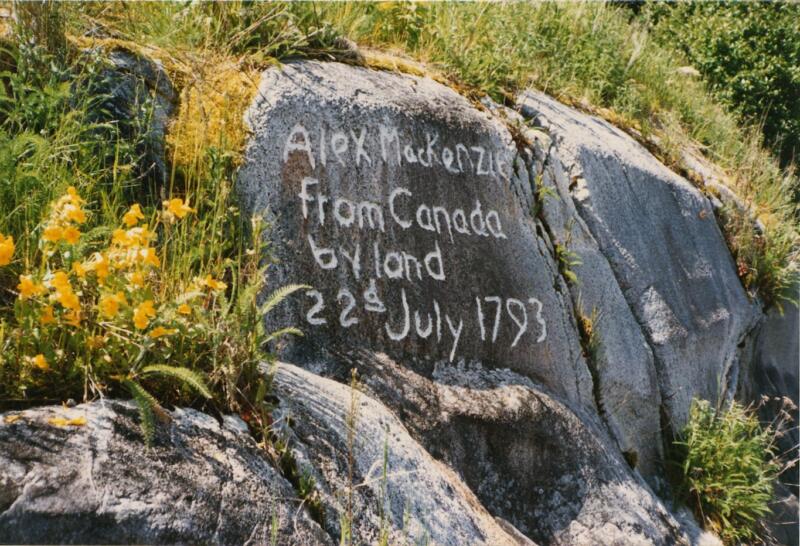 Alex MacKenzie
from Canada
by land
22d July 1793